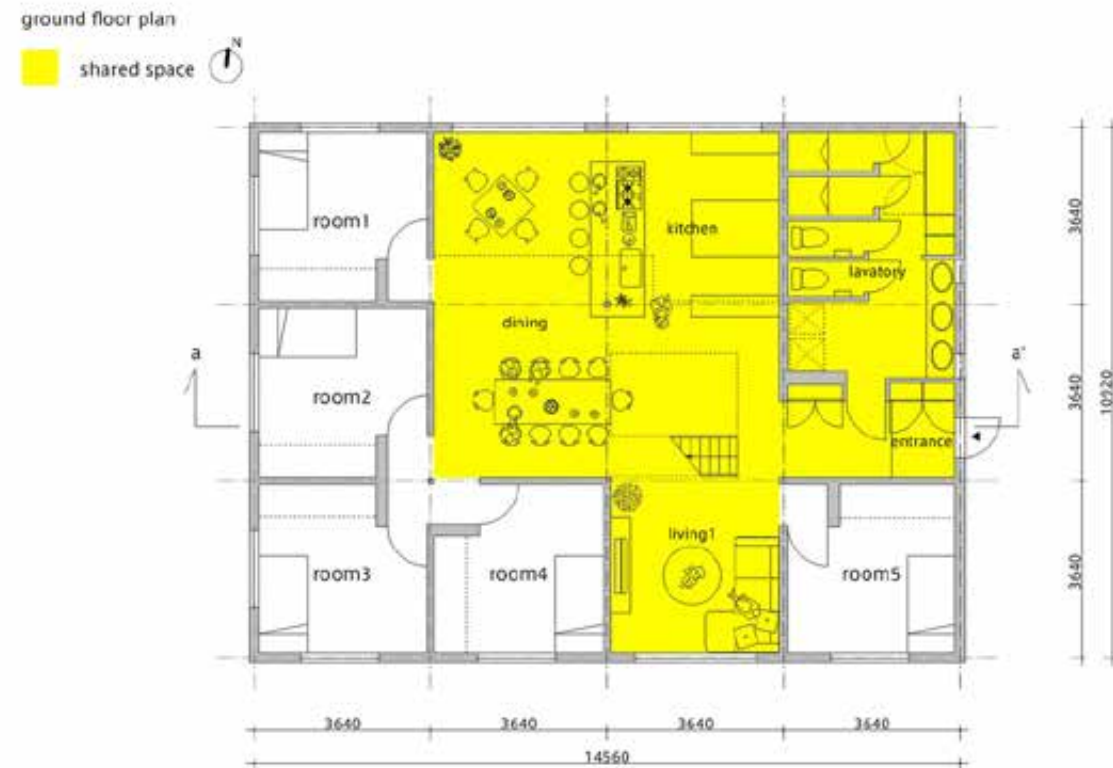 ground floor plan
N
shared space
room1
kitchen
lavatory
3640
dining
a
a'
room2
entrance
3640
10920
living1
room3
room4
room5
3640
3640
3640
3640
3640
14560